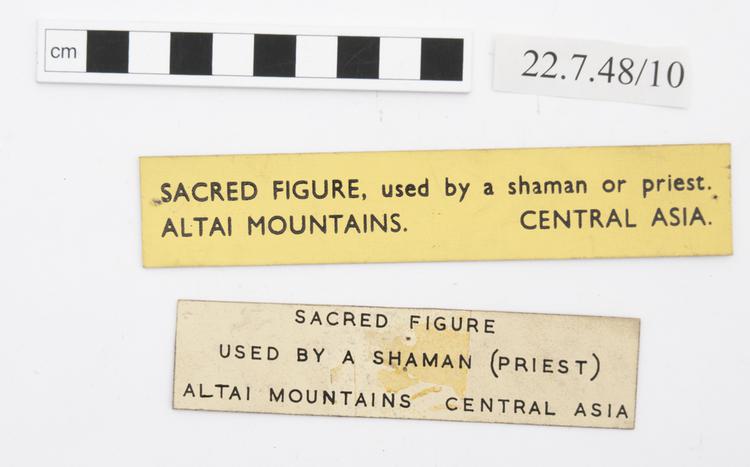 cm
22.7.48/10
SACRED FIGURE, used by a shaman or priest.
ALTAI MOUNTAINS. CENTRAL ASIA.
SACRED FIGURE
USED BY A SHAMAN (PRIEST)
ALTAI MOUNTAINS CENTRAL ASIA